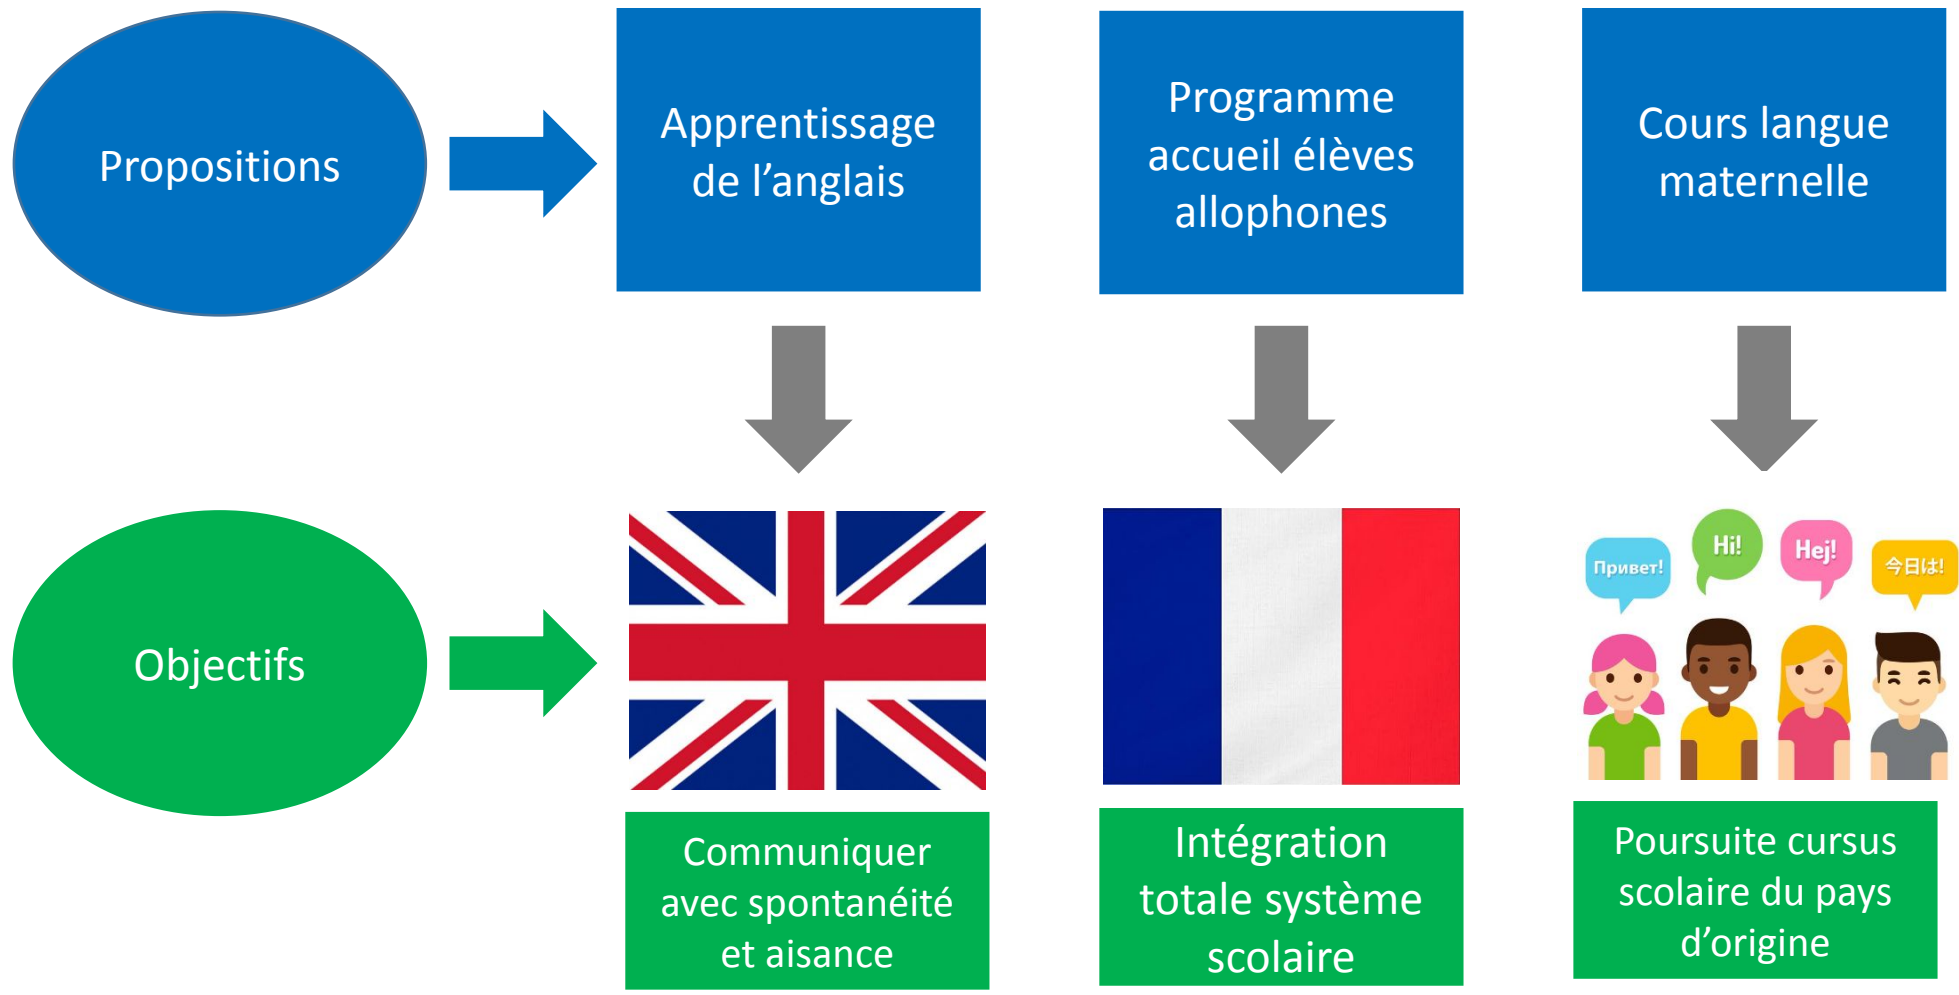 Propositions
Apprentissage
de l’anglais
Programme
accueil élèves
allophones
Cours langue
maternelle
Objectifs
Привет!
Hi!
Hej!
今日は!
Communiquer
avec spontanéité
et aisance
Intégration
totale système
scolaire
Poursuite cursus
scolaire du pays
d’origine